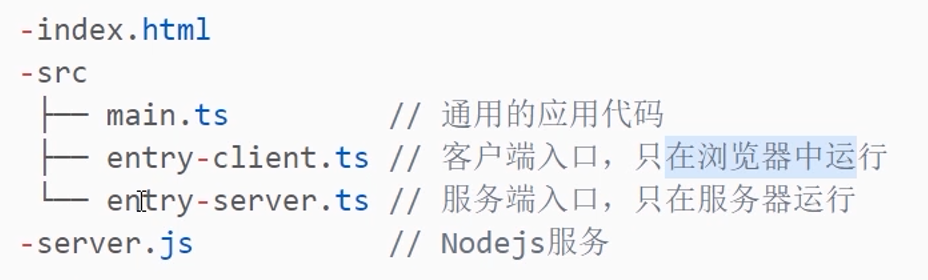 -index.html
-src
├── main.ts // 通用的应用代码
├── entry-client.ts // 客户端入口，只在浏览器中运行
└── entry-server.ts // 服务端入口，只在服务器运行
-server.js // Nodejs服务